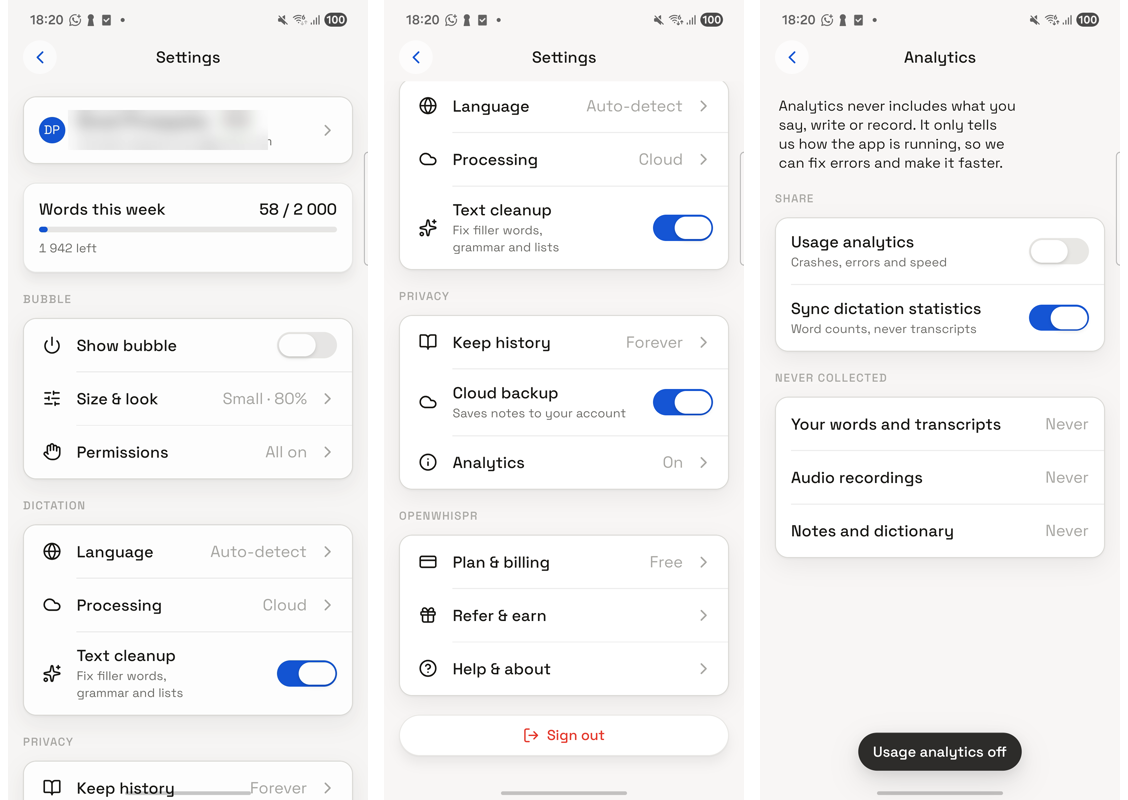 18:20
100
Settings
DP
Words this week 58 / 2 000
1 942 left
BUBBLE
Show bubble
Size & look Small · 80%
Permissions All on
DICTATION
Language Auto-detect
Processing Cloud
Text cleanup
Fix filler words,
grammar and lists
PRIVACY
Keep history Forever
18:20
100
Settings
Language Auto-detect
Processing Cloud
Text cleanup
Fix filler words,
grammar and lists
PRIVACY
Keep history Forever
Cloud backup
Saves notes to your account
Analytics On
OPENWHISPR
Plan & billing Free
Refer & earn
Help & about
Sign out
18:20
100
Analytics
Analytics never includes what you
say, write or record. It only tells
us how the app is running, so we
can fix errors and make it faster.
SHARE
Usage analytics
Crashes, errors and speed
Sync dictation statistics
Word counts, never transcripts
NEVER COLLECTED
Your words and transcripts Never
Audio recordings Never
Notes and dictionary Never
Usage analytics off